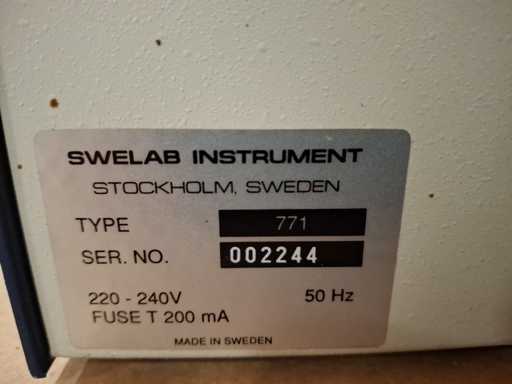 SWELAB INSTRUMENT
STOCKHOLM, SWEDEN
TYPE 771
SER. NO. 002244
220 - 240V 50 Hz
FUSE T 200 mA
MADE IN SWEDEN